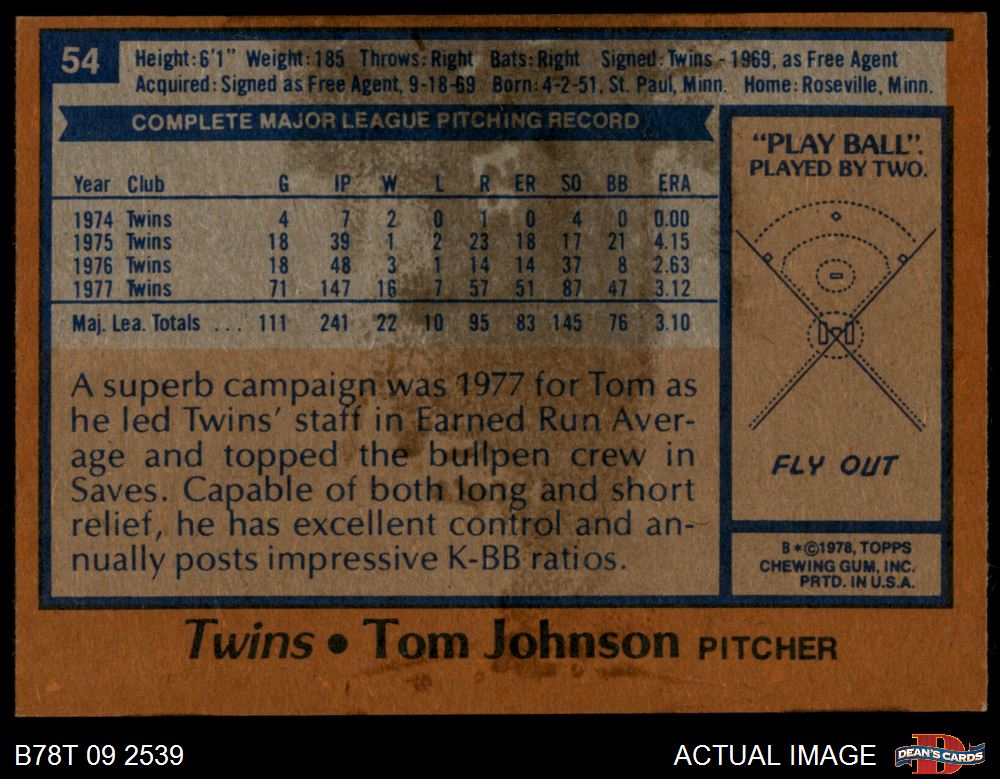 54
Height: 6'1" Weight: 185 Throws: Right Bats: Right Signed: Twins - 1969, as Free Agent
Acquired: Signed as Free Agent, 9-18-69 Born: 4-2-51, St. Paul, Minn. Home: Roseville, Minn.
COMPLETE MAJOR LEAGUE PITCHING RECORD
Year Club G IP W L R ER SO BB ERA
1974 Twins 4 7 2 0 1 0 4 0 0.00
1975 Twins 18 39 1 2 23 18 17 21 4.15
1976 Twins 18 48 3 1 14 14 37 8 2.63
1977 Twins 71 147 16 7 57 51 87 47 3.12
Maj. Lea. Totals ... 111 241 22 10 95 83 145 76 3.10
A superb campaign was 1977 for Tom as
he led Twins' staff in Earned Run Aver-
age and topped the bullpen crew in
Saves. Capable of both long and short
relief, he has excellent control and an-
nually posts impressive K-BB ratios.
"PLAY BALL".
PLAYED BY TWO.
FLY OUT
B*©1978, TOPPS
CHEWING GUM, INC.
PRTD. IN U.S.A.
Twins • Tom Johnson PITCHER
B78T 09 2539
ACTUAL IMAGE
DEAN'S CARDS